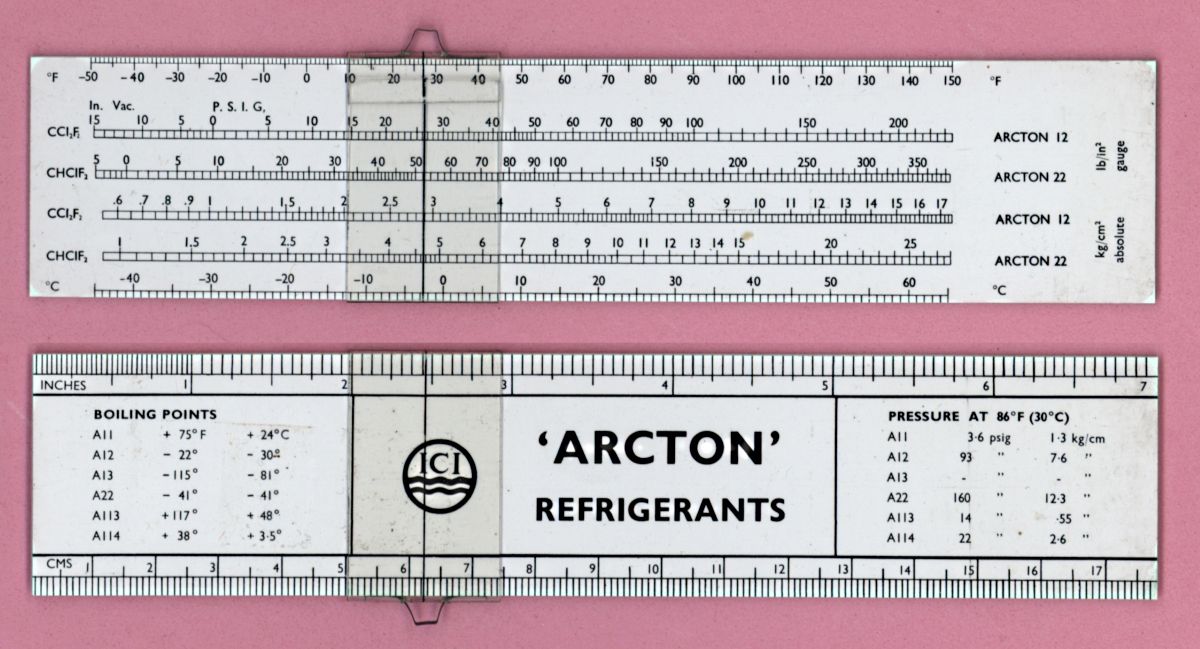 °F -50 -40 -30 -20 -10 0 10 20 30 40 50 60 70 80 90 100 110 120 130 140 150 °F
In. Vac. P. S. I. G.
15 10 5 0 5 10 15 20 30 40 50 60 70 80 90 100 150 200
CCl₂F₂ ARCTON 12
5 0 5 10 20 30 40 50 60 70 80 90 100 150 200 250 300 350
CHClF₂ ARCTON 22
lb/in² gauge
.6 .7 .8 .9 1 1.5 2 2.5 3 4 5 6 7 8 9 10 11 12 13 14 15 16 17
CCl₂F₂ ARCTON 12
1 1.5 2 2.5 3 4 5 6 7 8 9 10 11 12 13 14 15 20 25
CHClF₂ ARCTON 22
kg/cm² absolute
°C -40 -30 -20 -10 0 10 20 30 40 50 60 °C
INCHES 1 2 3 4 5 6 7
BOILING POINTS
A11 + 75°F + 24°C
A12 - 22° - 30°
A13 -115° - 81°
A22 - 41° - 41°
A113 +117° + 48°
A114 + 38° + 3·5°
ICI
'ARCTON'
REFRIGERANTS
PRESSURE AT 86°F (30°C)
A11 3·6 psig 1·3 kg/cm
A12 93 " 7·6 "
A13 - " - "
A22 160 " 12·3 "
A113 14 " ·55 "
A114 22 " 2·6 "
CMS 1 2 3 4 5 6 7 8 9 10 11 12 13 14 15 16 17